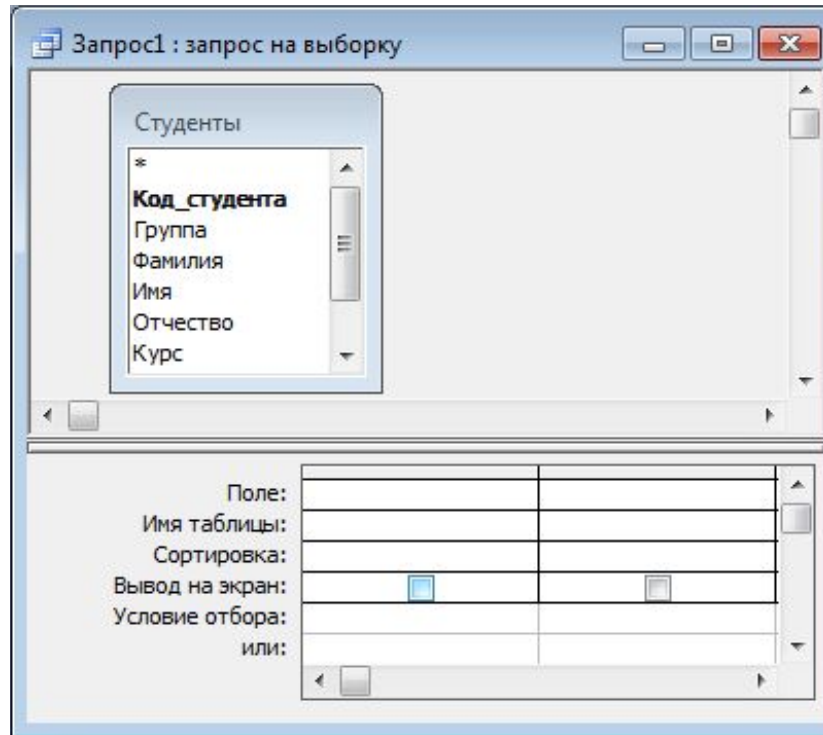 Запрос1 : запрос на выборку
Студенты
*
Код_студента
Группа
Фамилия
Имя
Отчество
Курс
Поле:
Имя таблицы:
Сортировка:
Вывод на экран:
Условие отбора:
или: